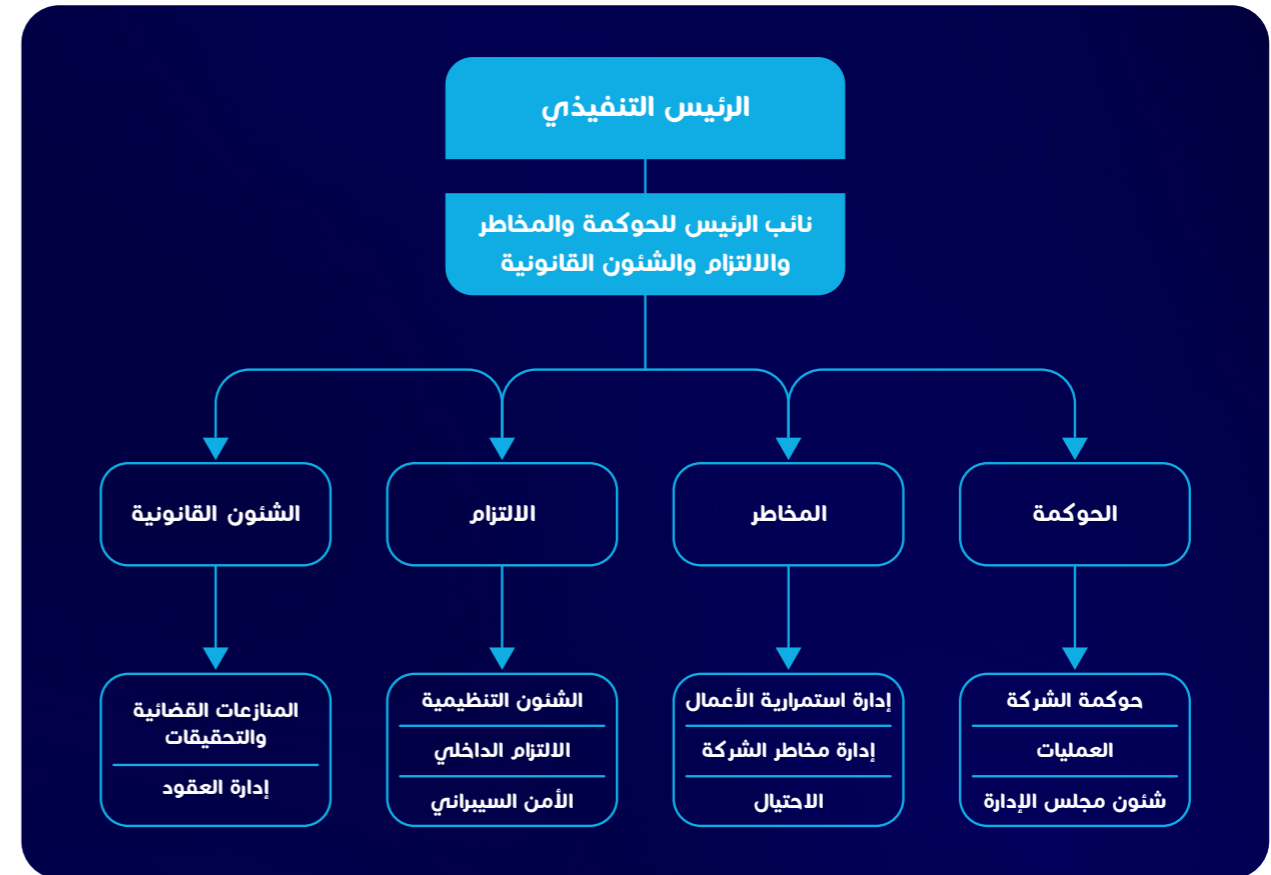 الرئيس التنفيذي
نائب الرئيس للحوكمة والمخاطر
والالتزام والشئون القانونية
الحوكمة
المخاطر
الالتزام
الشئون القانونية
حوكمة الشركة
العمليات
شئون مجلس الإدارة
إدارة استمرارية الأعمال
إدارة مخاطر الشركة
الاحتيال
الشئون التنظيمية
الالتزام الداخلي
الأمن السيبراني
المنازعات القضائية
والتحقيقات
إدارة العقود